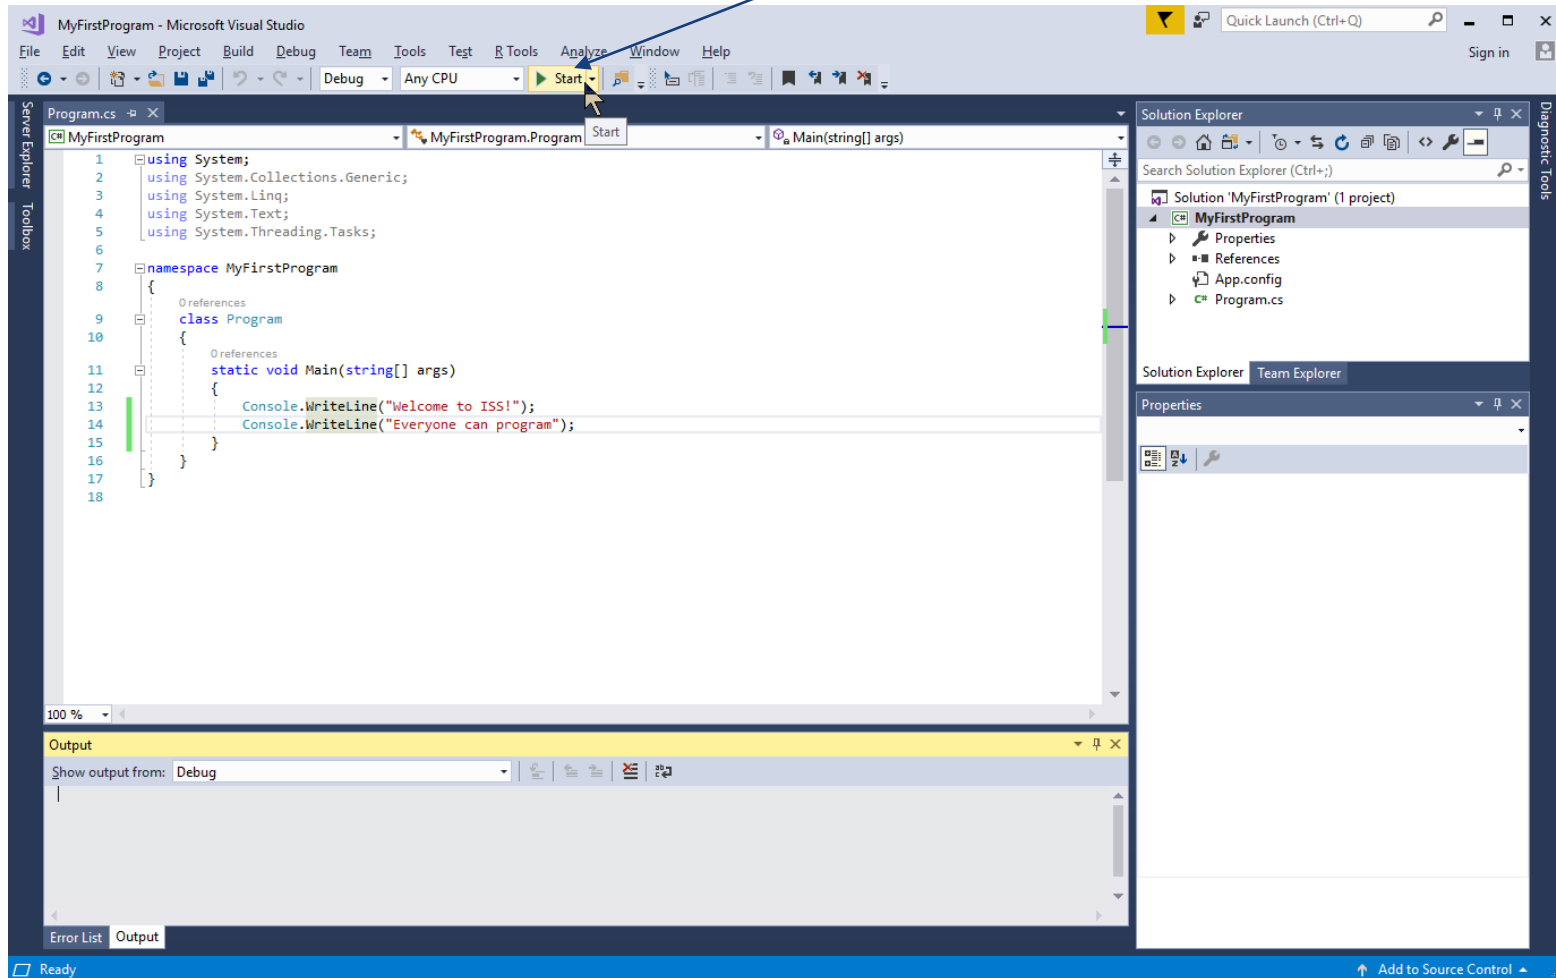 MyFirstProgram - Microsoft Visual Studio
Quick Launch (Ctrl+Q)
File Edit View Project Build Debug Team Tools Test R Tools Analyze Window Help
Sign in
Debug Any CPU Start
Server Explorer
Toolbox
Program.cs
Start
MyFirstProgram MyFirstProgram.Program Main(string[] args)
1 using System;
2 using System.Collections.Generic;
3 using System.Linq;
4 using System.Text;
5 using System.Threading.Tasks;
6
7 namespace MyFirstProgram
8 {
0 references
9 class Program
10 {
0 references
11 static void Main(string[] args)
12 {
13 Console.WriteLine("Welcome to ISS!");
14 Console.WriteLine("Everyone can program");
15 }
16 }
17 }
18
100 %
Output
Show output from: Debug
Error List Output
Solution Explorer
Search Solution Explorer (Ctrl+;)
Solution 'MyFirstProgram' (1 project)
C# MyFirstProgram
Properties
References
App.config
C# Program.cs
Solution Explorer Team Explorer
Properties
Diagnostic Tools
Ready
Add to Source Control